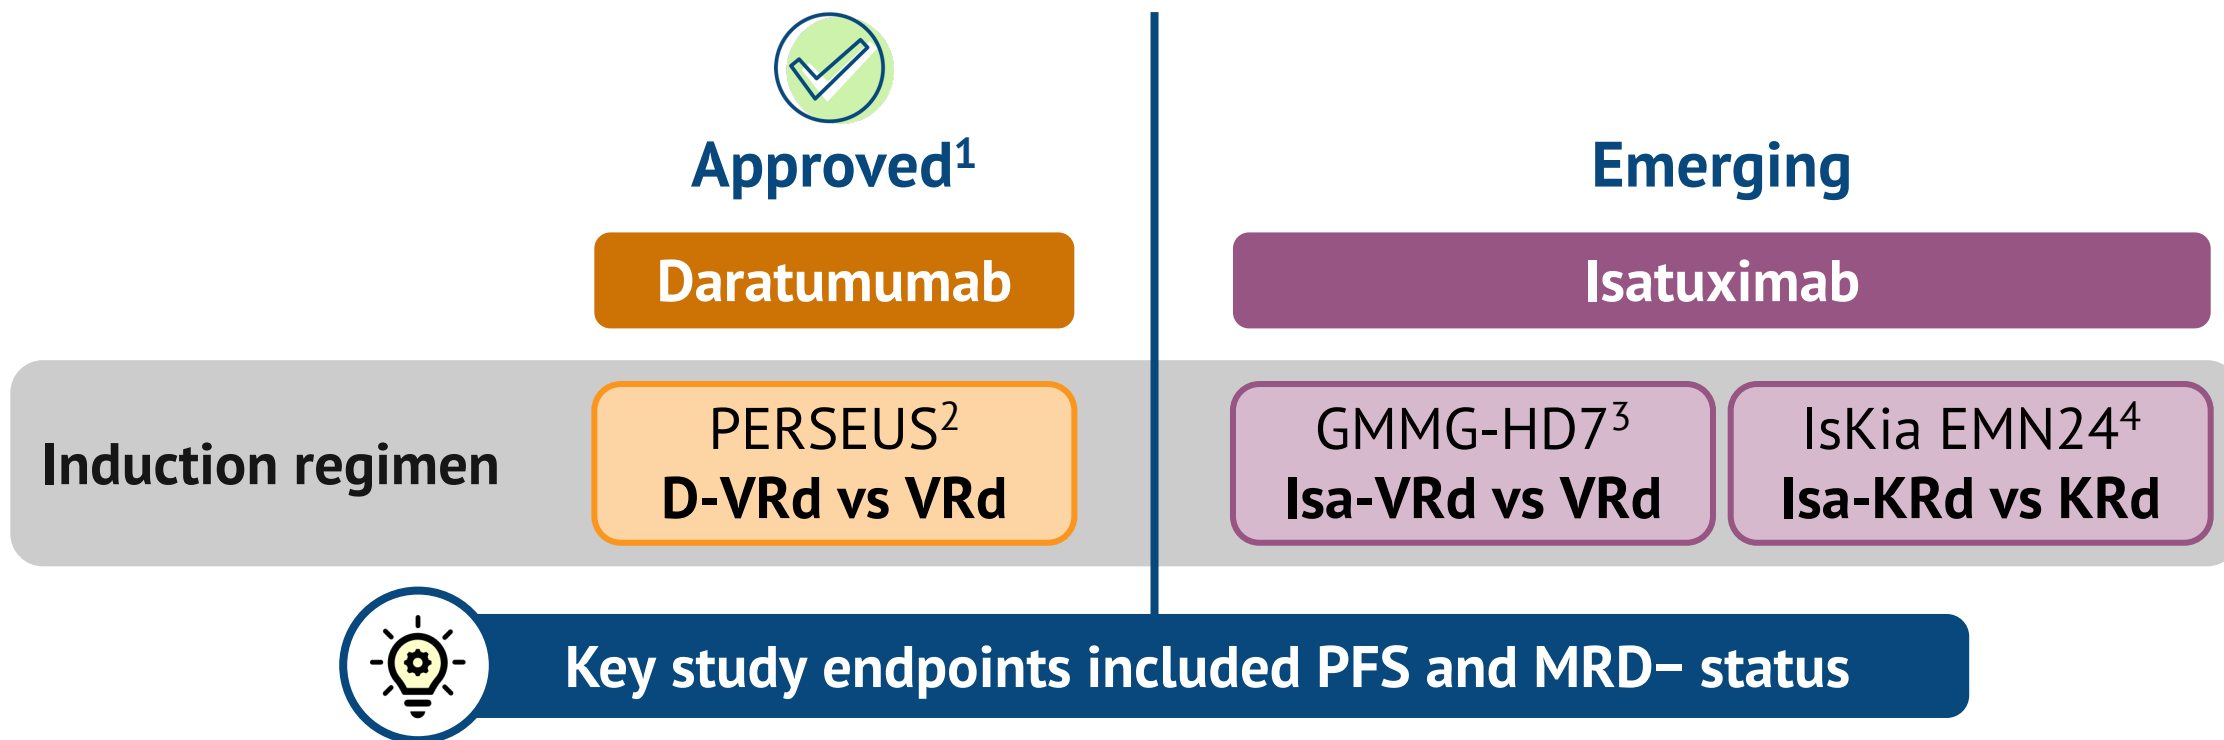 Approved¹
Emerging
Daratumumab
Isatuximab
Induction regimen
PERSEUS²
D-VRd vs VRd
GMMG-HD7³
Isa-VRd vs VRd
IsKia EMN24⁴
Isa-KRd vs KRd
Key study endpoints included PFS and MRD− status